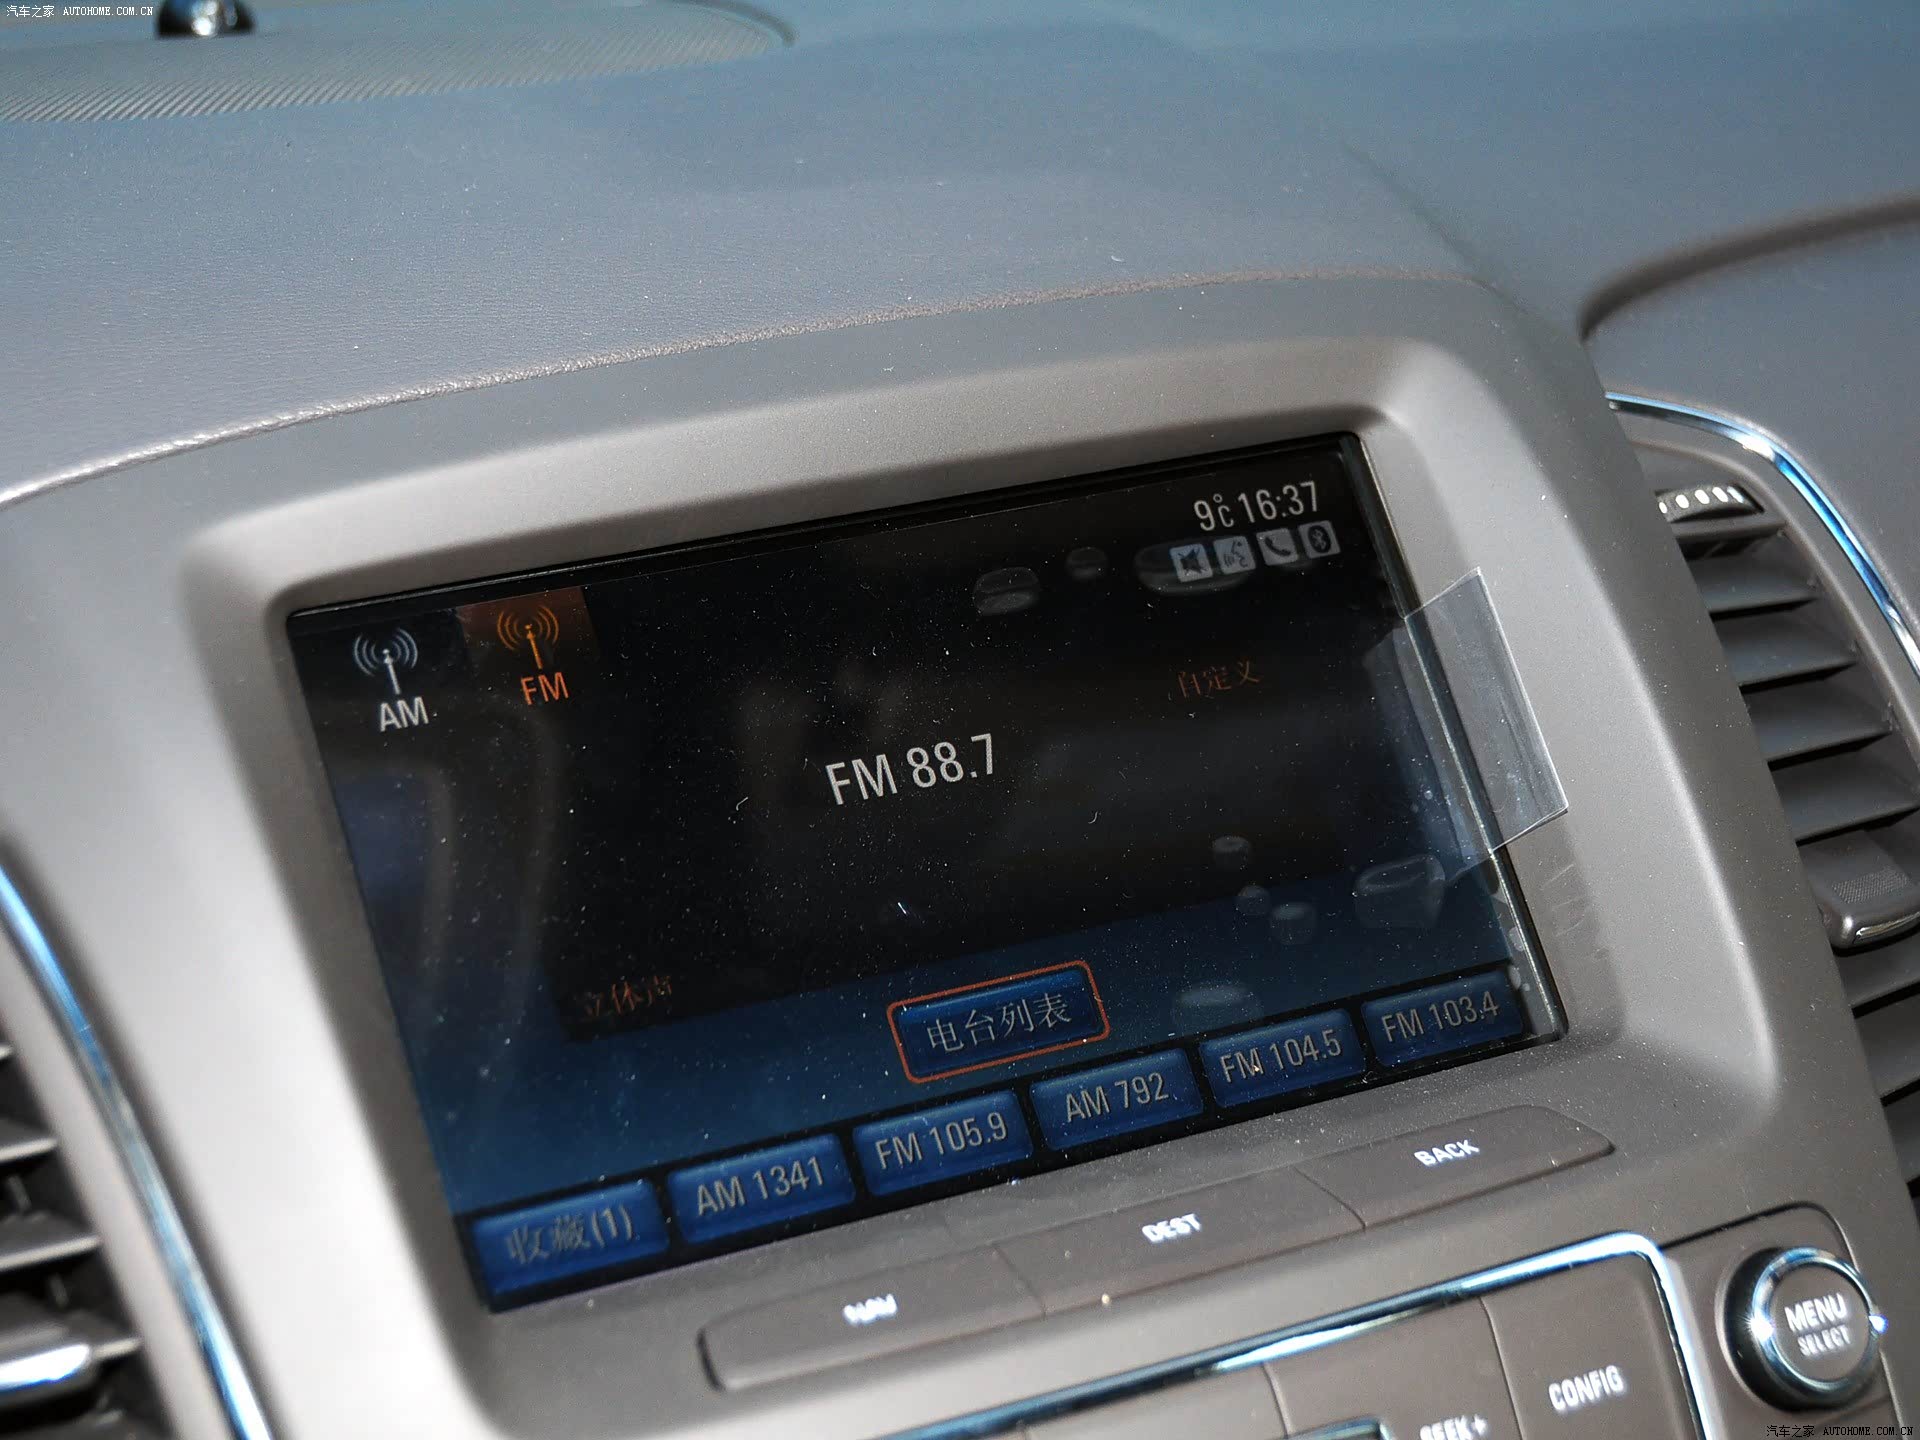 汽车之家 AUTOHOME.COM.CN
9℃ 16:37
AM
FM
自定义
FM 88.7
立体声
电台列表
收藏(1)
AM 1341
FM 105.9
AM 792
FM 104.5
FM 103.4
NAV
DEST
BACK
MENU
SELECT
CONFIG
SEEK+
汽车之家 AUTOHOME.COM.CN